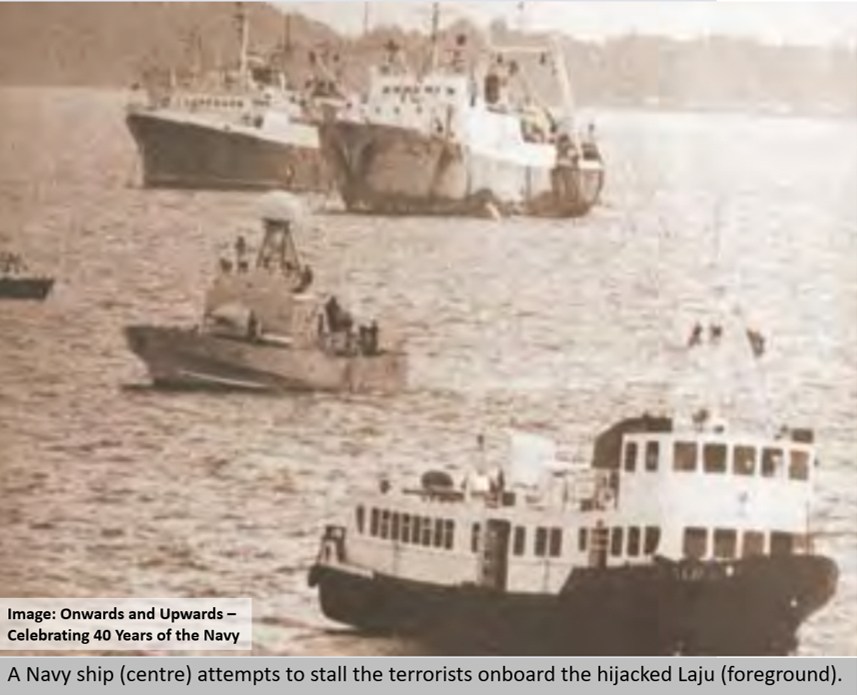 Image: Onwards and Upwards –
Celebrating 40 Years of the Navy
A Navy ship (centre) attempts to stall the terrorists onboard the hijacked Laju (foreground).